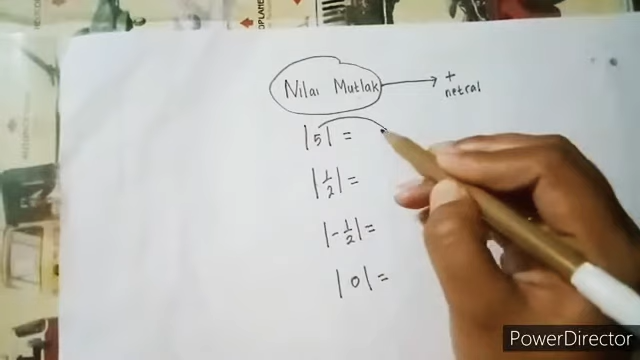 Nilai Mutlak
+
netral
|5| =
|1/2| =
|-1/2| =
|0| =
PowerDirector